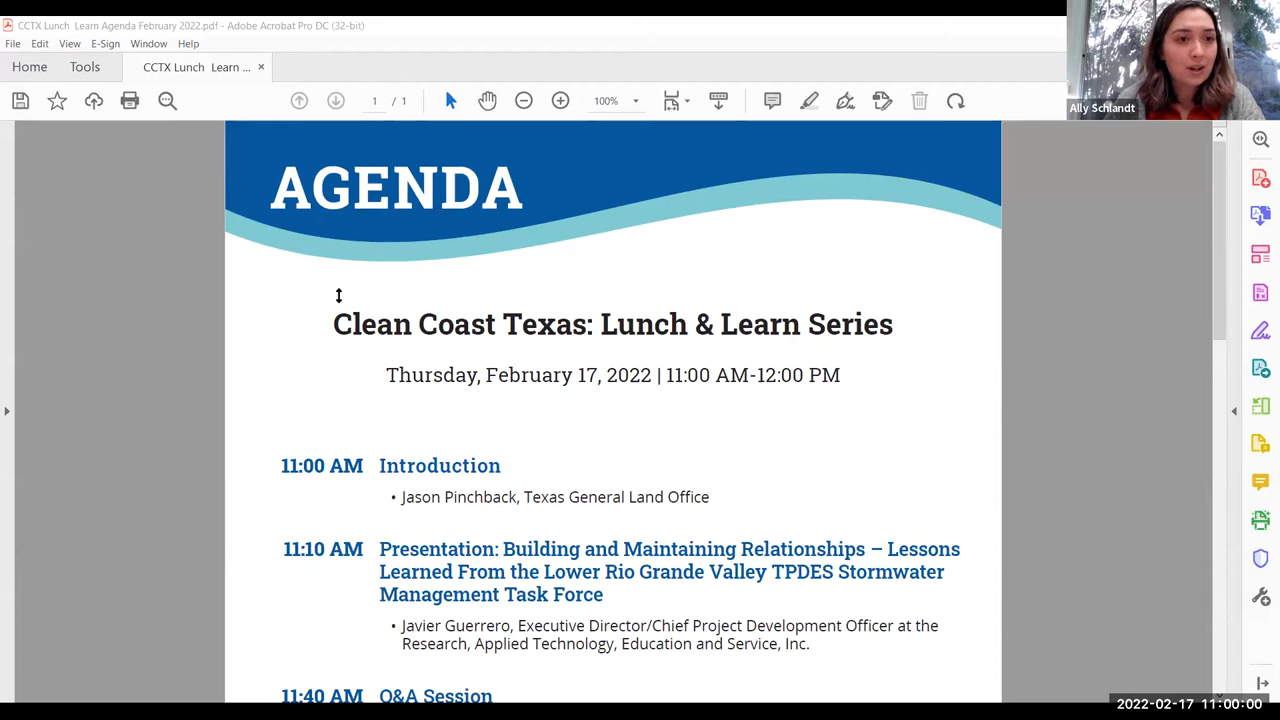 CCTX Lunch  Learn Agenda February 2022.pdf - Adobe Acrobat Pro DC (32-bit)
File Edit View E-Sign Window Help
Home Tools CCTX Lunch  Learn ... ×
1 / 1 100%
Ally Schlandt
AGENDA
Clean Coast Texas: Lunch & Learn Series
Thursday, February 17, 2022 | 11:00 AM-12:00 PM
11:00 AM Introduction
• Jason Pinchback, Texas General Land Office
11:10 AM Presentation: Building and Maintaining Relationships – Lessons
Learned From the Lower Rio Grande Valley TPDES Stormwater
Management Task Force
• Javier Guerrero, Executive Director/Chief Project Development Officer at the
Research, Applied Technology, Education and Service, Inc.
11:40 AM Q&A Session
2022-02-17 11:00:00